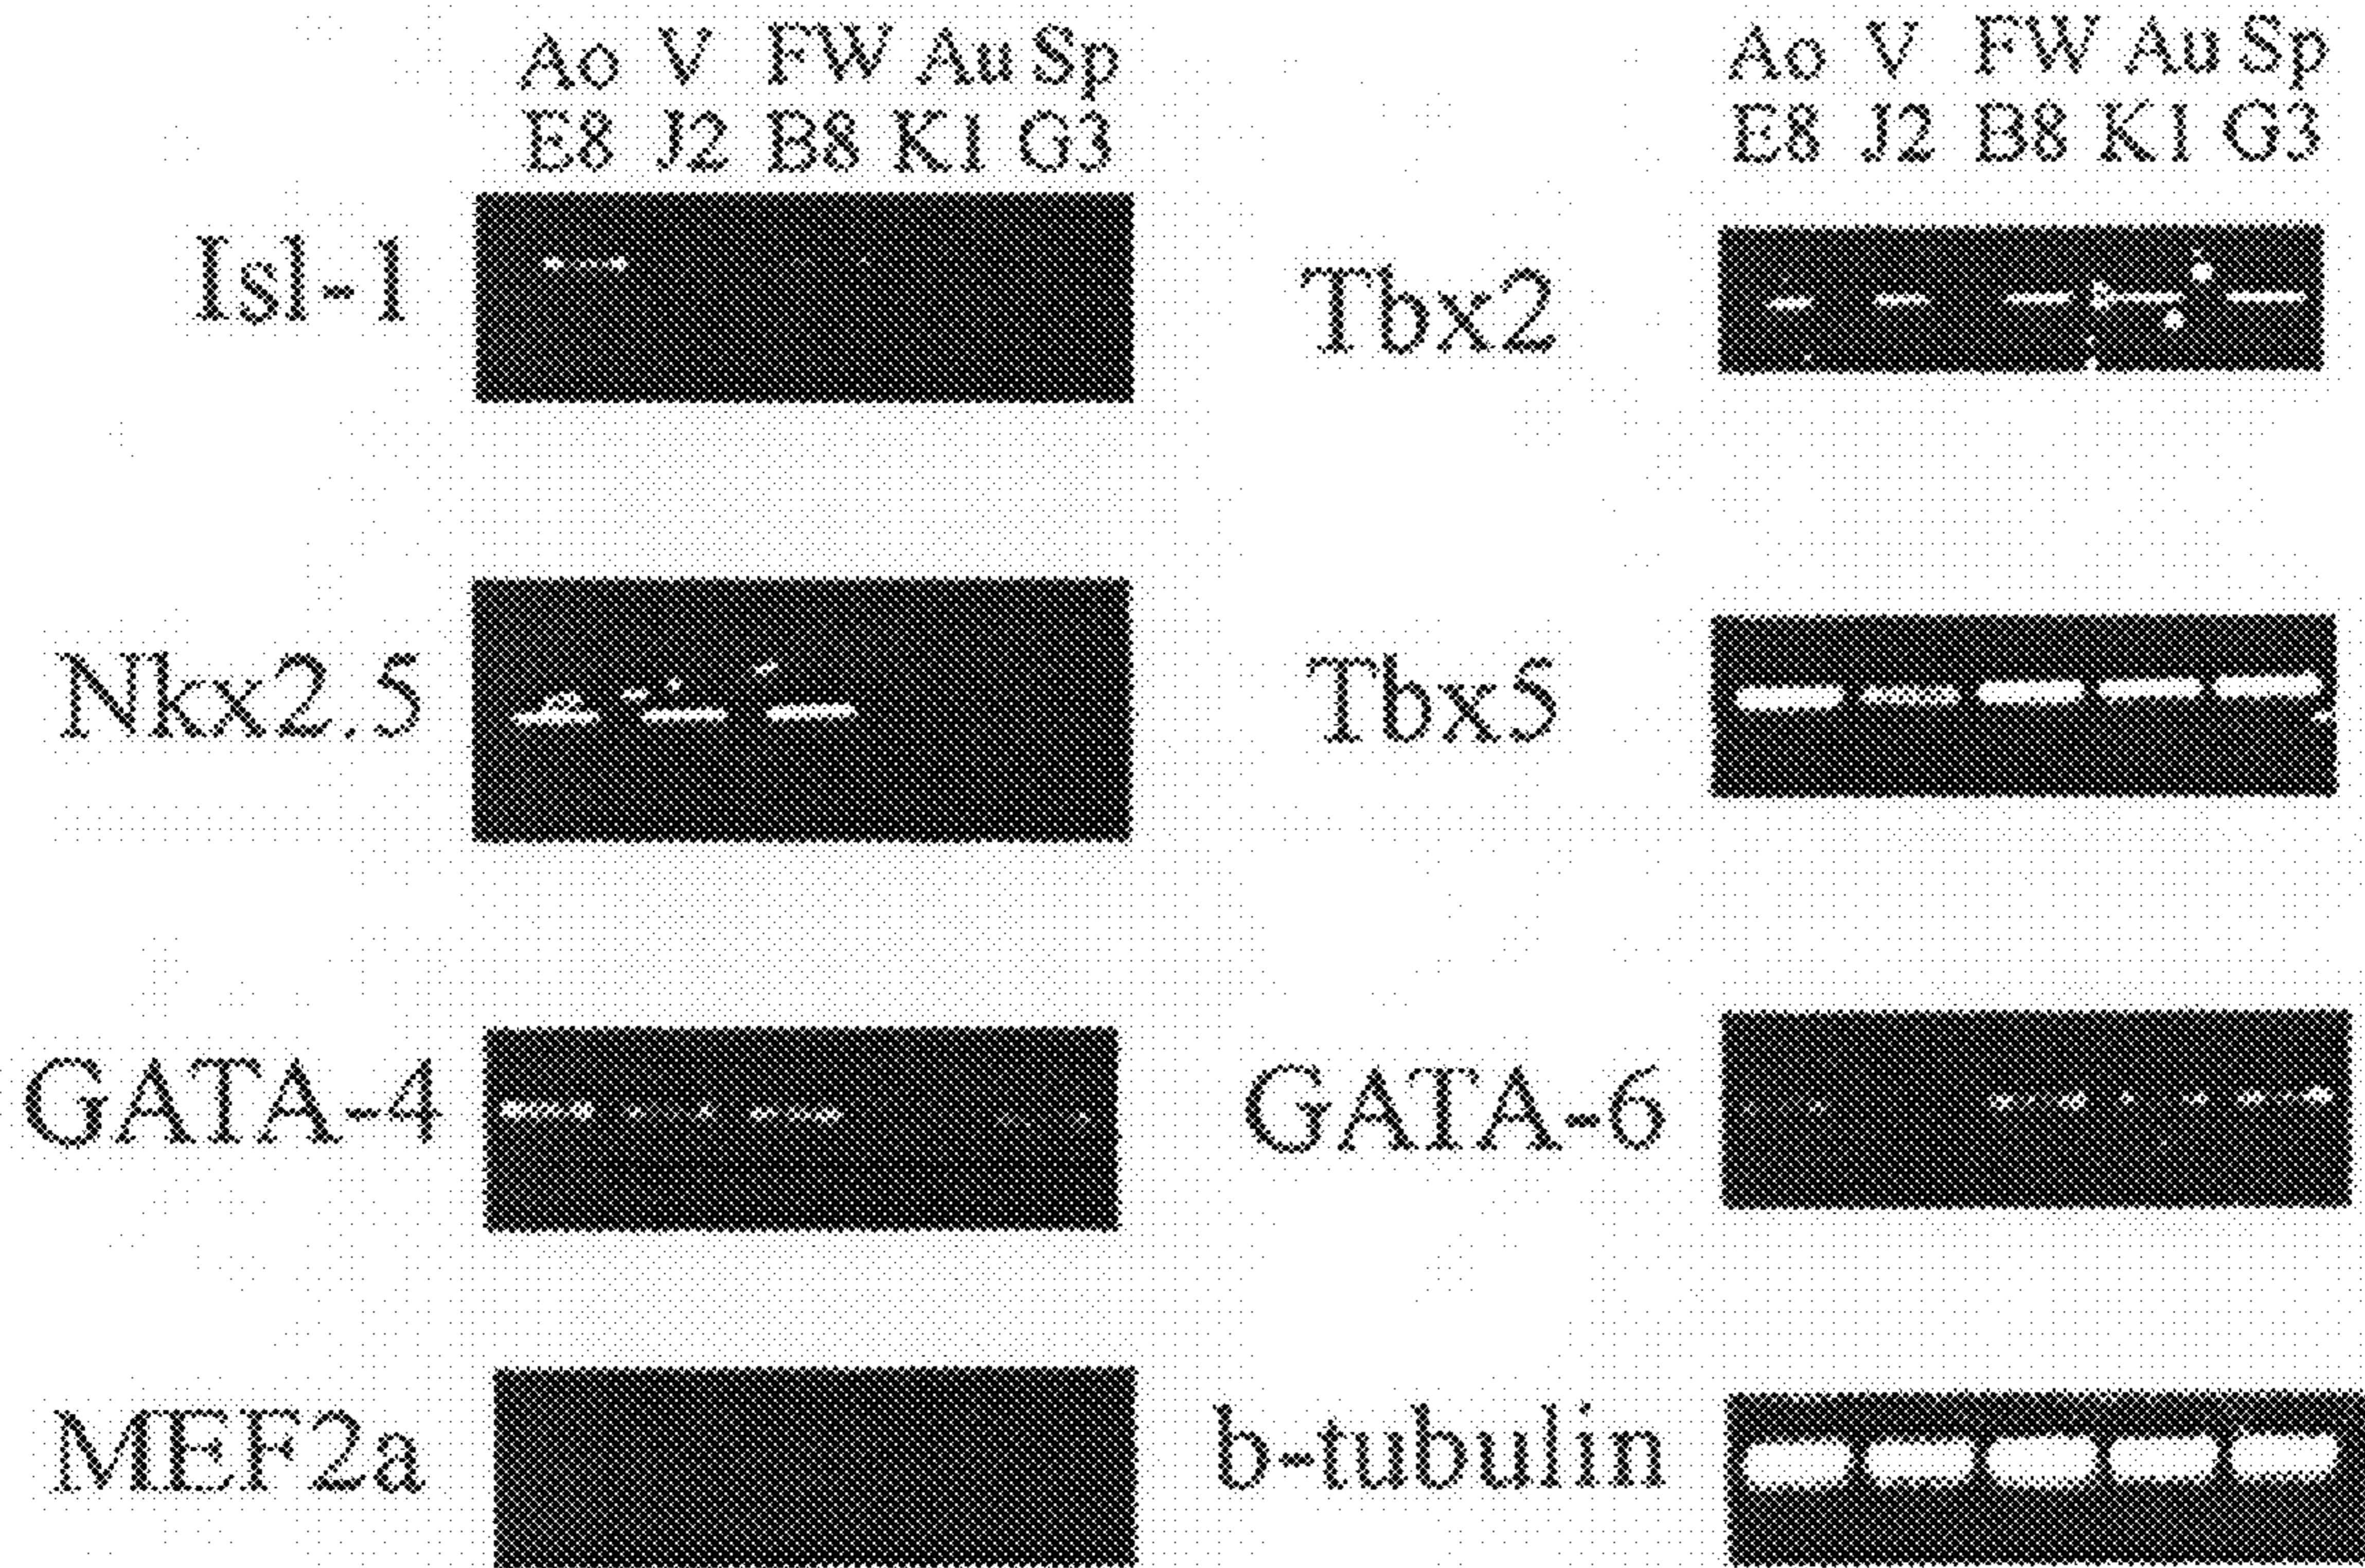 Ao V FW Au Sp
E8 J2 B8 K1 G3
Isl-1
Nkx2.5
GATA-4
MEF2a
Ao V FW Au Sp
E8 J2 B8 K1 G3
Tbx2
Tbx5
GATA-6
b-tubulin